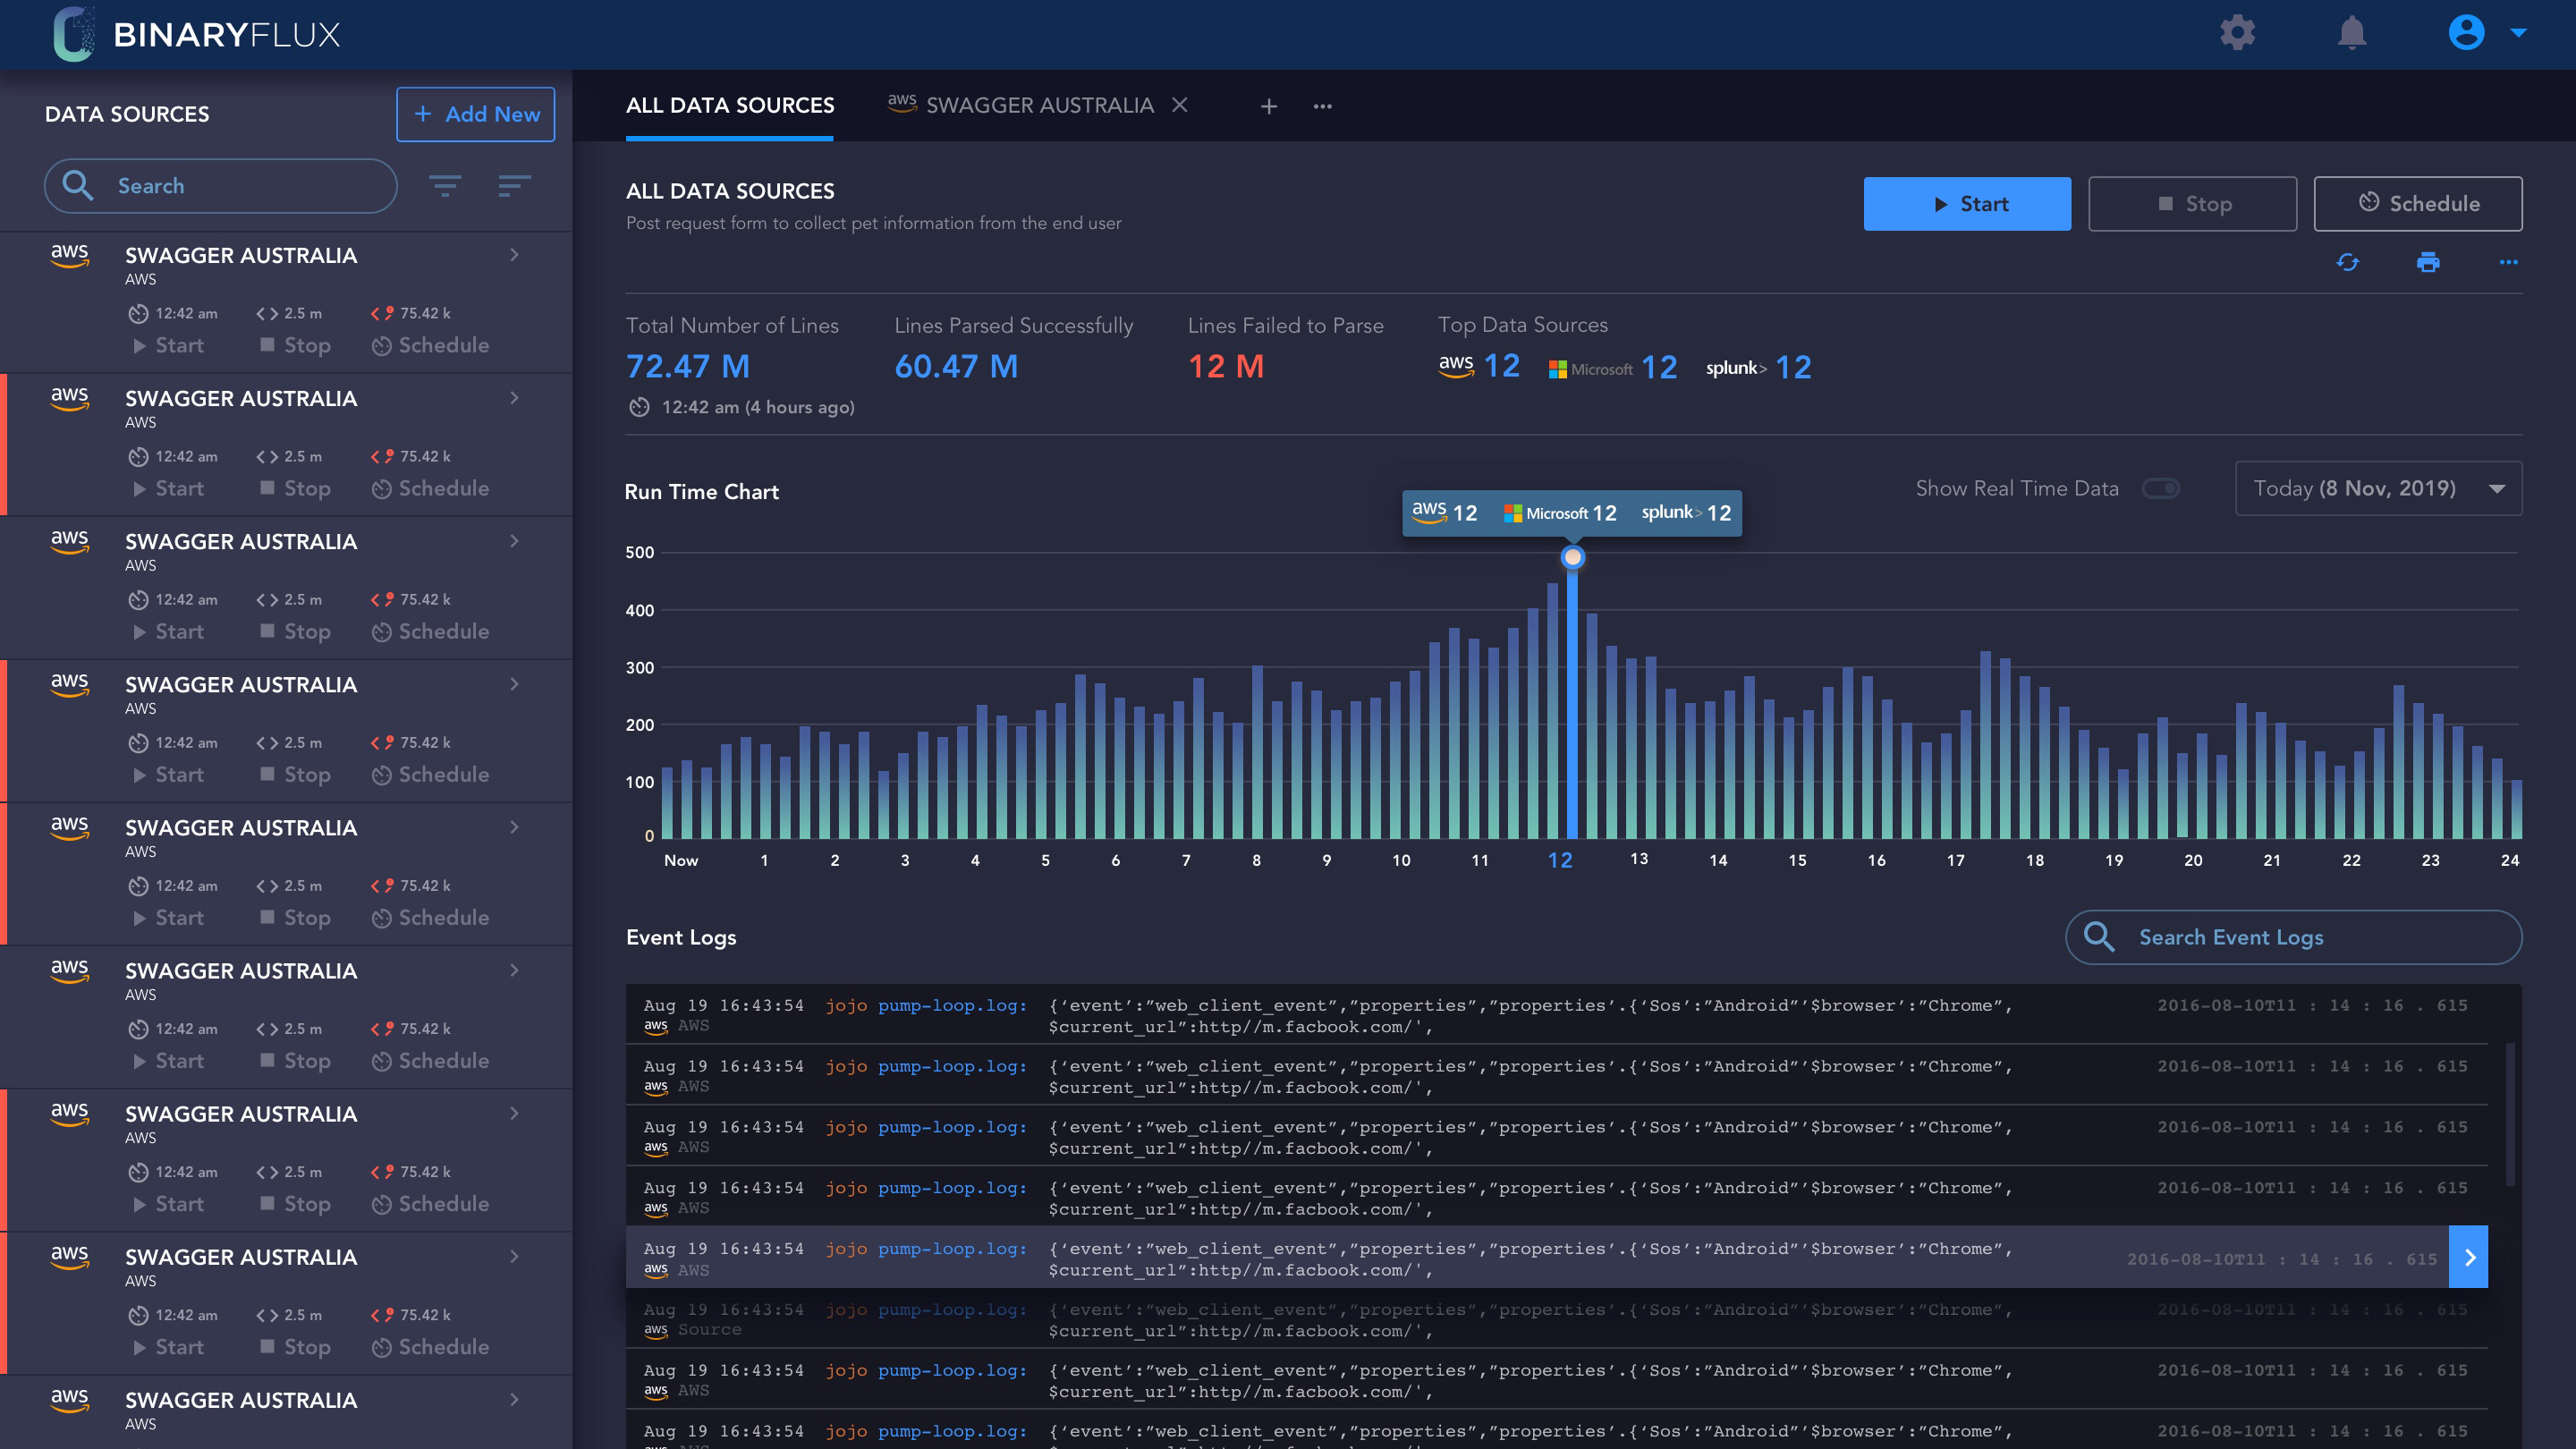 BINARYFLUX
DATA SOURCES
+ Add New
Search
aws SWAGGER AUSTRALIA
AWS
12:42 am 2.5 m 75.42 k
Start Stop Schedule
aws SWAGGER AUSTRALIA
AWS
12:42 am 2.5 m 75.42 k
Start Stop Schedule
aws SWAGGER AUSTRALIA
AWS
12:42 am 2.5 m 75.42 k
Start Stop Schedule
aws SWAGGER AUSTRALIA
AWS
12:42 am 2.5 m 75.42 k
Start Stop Schedule
aws SWAGGER AUSTRALIA
AWS
12:42 am 2.5 m 75.42 k
Start Stop Schedule
aws SWAGGER AUSTRALIA
AWS
12:42 am 2.5 m 75.42 k
Start Stop Schedule
aws SWAGGER AUSTRALIA
AWS
12:42 am 2.5 m 75.42 k
Start Stop Schedule
aws SWAGGER AUSTRALIA
AWS
12:42 am 2.5 m 75.42 k
Start Stop Schedule
aws SWAGGER AUSTRALIA
AWS
ALL DATA SOURCES aws SWAGGER AUSTRALIA
ALL DATA SOURCES
Post request form to collect pet information from the end user
Start Stop Schedule
Total Number of Lines Lines Parsed Successfully Lines Failed to Parse Top Data Sources
72.47 M 60.47 M 12 M aws 12 Microsoft 12 splunk> 12
12:42 am (4 hours ago)
Run Time Chart
Show Real Time Data
Today (8 Nov, 2019)
aws 12 Microsoft 12 splunk> 12
500
400
300
200
100
0
Now 1 2 3 4 5 6 7 8 9 10 11 12 13 14 15 16 17 18 19 20 21 22 23 24
Event Logs
Search Event Logs
Aug 19 16:43:54 jojo pump-loop.log: {‘event’:”web_client_event”,”properties”,”properties’.{‘Sos’:”Android”’$browser’:”Chrome”, 2016-08-10T11 : 14 : 16 . 615
aws AWS $current_url”:http//m.facbook.com/',
Aug 19 16:43:54 jojo pump-loop.log: {‘event’:”web_client_event”,”properties”,”properties’.{‘Sos’:”Android”’$browser’:”Chrome”, 2016-08-10T11 : 14 : 16 . 615
aws AWS $current_url”:http//m.facbook.com/',
Aug 19 16:43:54 jojo pump-loop.log: {‘event’:”web_client_event”,”properties”,”properties’.{‘Sos’:”Android”’$browser’:”Chrome”, 2016-08-10T11 : 14 : 16 . 615
aws AWS $current_url”:http//m.facbook.com/',
Aug 19 16:43:54 jojo pump-loop.log: {‘event’:”web_client_event”,”properties”,”properties’.{‘Sos’:”Android”’$browser’:”Chrome”, 2016-08-10T11 : 14 : 16 . 615
aws AWS $current_url”:http//m.facbook.com/',
Aug 19 16:43:54 jojo pump-loop.log: {‘event’:”web_client_event”,”properties”,”properties’.{‘Sos’:”Android”’$browser’:”Chrome”, 2016-08-10T11 : 14 : 16 . 615
aws AWS $current_url”:http//m.facbook.com/',
Aug 19 16:43:54 jojo pump-loop.log: {‘event’:”web_client_event”,”properties”,”properties’.{‘Sos’:”Android”’$browser’:”Chrome”, 2016-08-10T11 : 14 : 16 . 615
aws Source $current_url”:http//m.facbook.com/',
Aug 19 16:43:54 jojo pump-loop.log: {‘event’:”web_client_event”,”properties”,”properties’.{‘Sos’:”Android”’$browser’:”Chrome”, 2016-08-10T11 : 14 : 16 . 615
aws AWS $current_url”:http//m.facbook.com/',
Aug 19 16:43:54 jojo pump-loop.log: {‘event’:”web_client_event”,”properties”,”properties’.{‘Sos’:”Android”’$browser’:”Chrome”, 2016-08-10T11 : 14 : 16 . 615